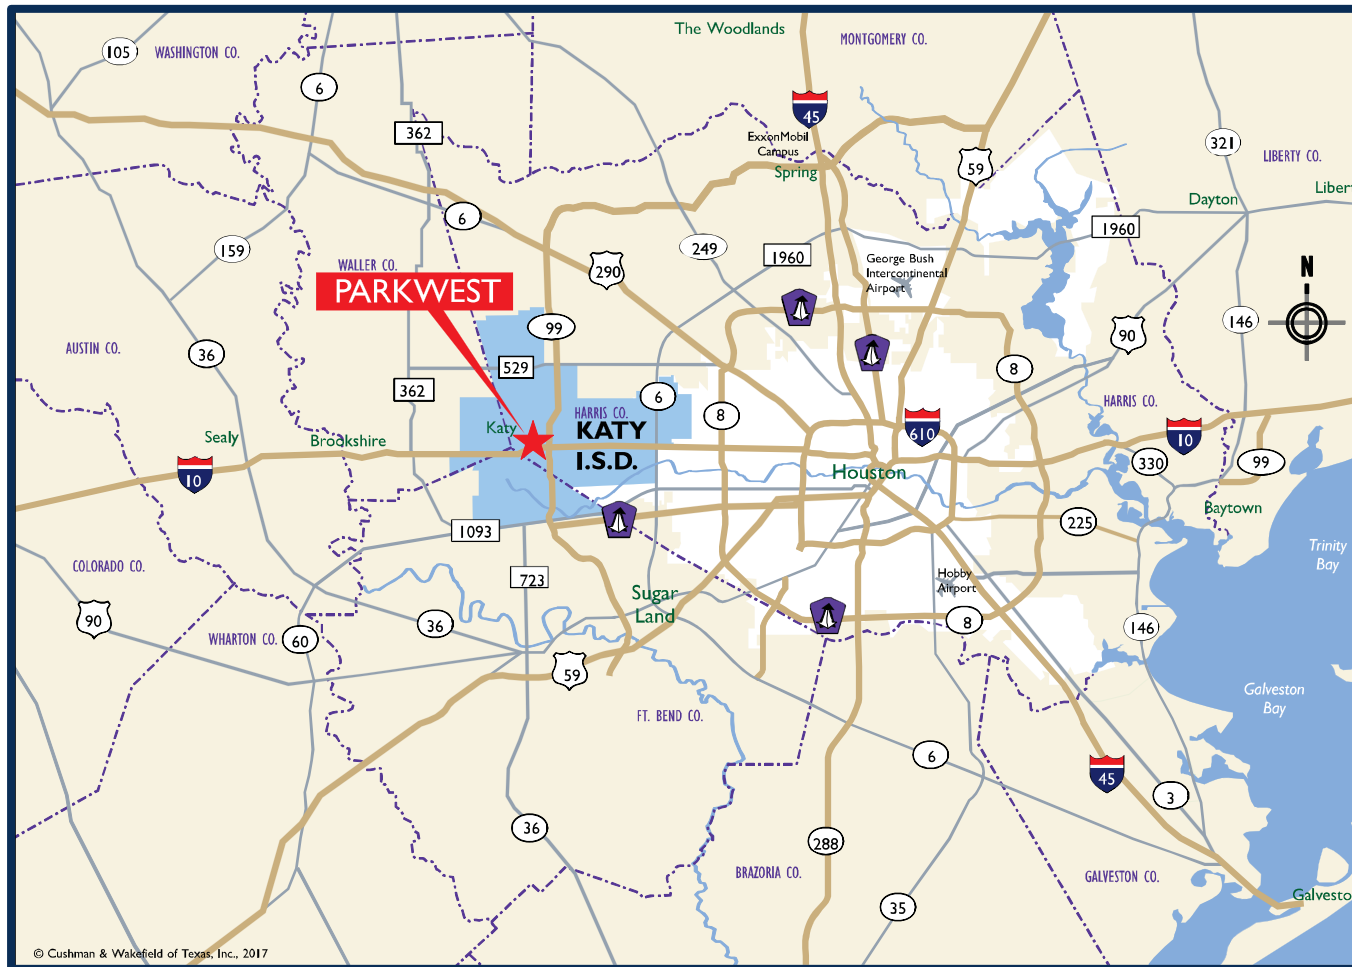 The Woodlands
MONTGOMERY CO.
105
WASHINGTON CO.
6
45
362
ExxonMobil
Campus
Spring
59
321
LIBERTY CO.
Dayton
Libert
6
159
249
1960
1960
WALLER CO.
290
George Bush
Intercontinental
Airport
N
PARKWEST
99
90
146
AUSTIN CO.
36
529
8
362
6
8
HARRIS CO.
HARRIS CO.
KATY
I.S.D.
Katy
610
10
Sealy
Brookshire
10
Houston
330
99
1093
225
Baytown
Trinity
Bay
COLORADO CO.
723
Hobby
Airport
Sugar
Land
90
WHARTON CO.
60
36
8
146
59
FT. BEND CO.
Galveston
Bay
6
45
3
36
288
BRAZORIA CO.
GALVESTON CO.
35
Galvesto
© Cushman & Wakefield of Texas, Inc., 2017